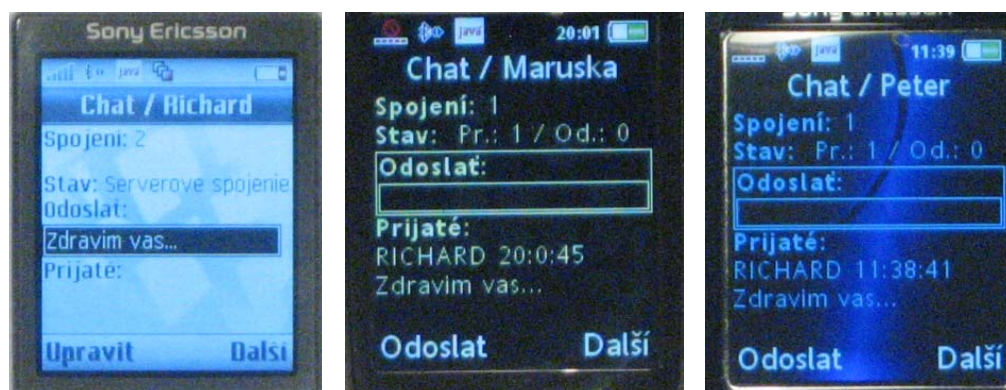 Sony Ericsson
java
Chat / Richard
Spojeni: 2
Stav: Serverove spojenie
Odoslat:
Zdravim vas...
Prijaté:
Upravit Dalsi
java 20:01
Chat / Maruska
Spojení: 1
Stav: Pr.: 1 / Od.: 0
Odoslať:
Prijaté:
RICHARD 20:0:45
Zdravim vas...
Odoslat Další
Sony Ericsson
java 11:39
Chat / Peter
Spojení: 1
Stav: Pr.: 1 / Od.: 0
Odoslať:
Prijaté:
RICHARD 11:38:41
Zdravim vas...
Odoslat Další